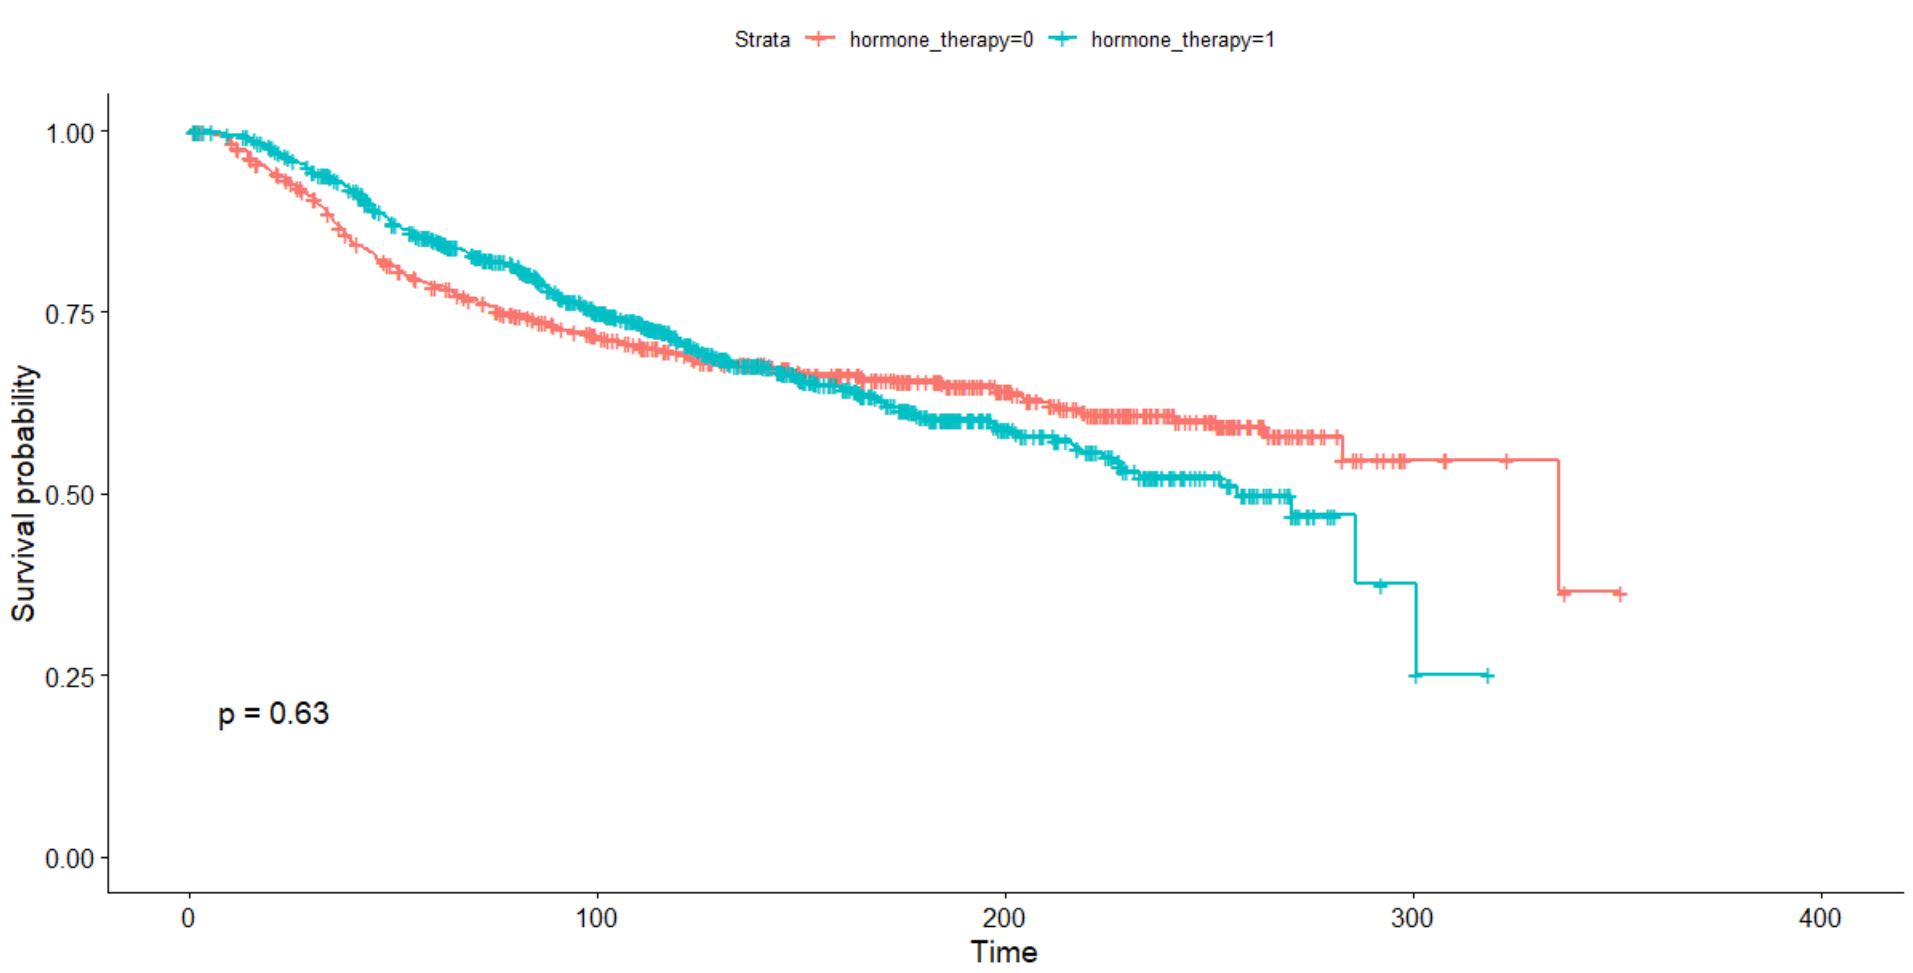 Strata hormone_therapy=0 hormone_therapy=1
Survival probability
1.00
0.75
0.50
0.25
0.00
p = 0.63
0 100 200 300 400
Time